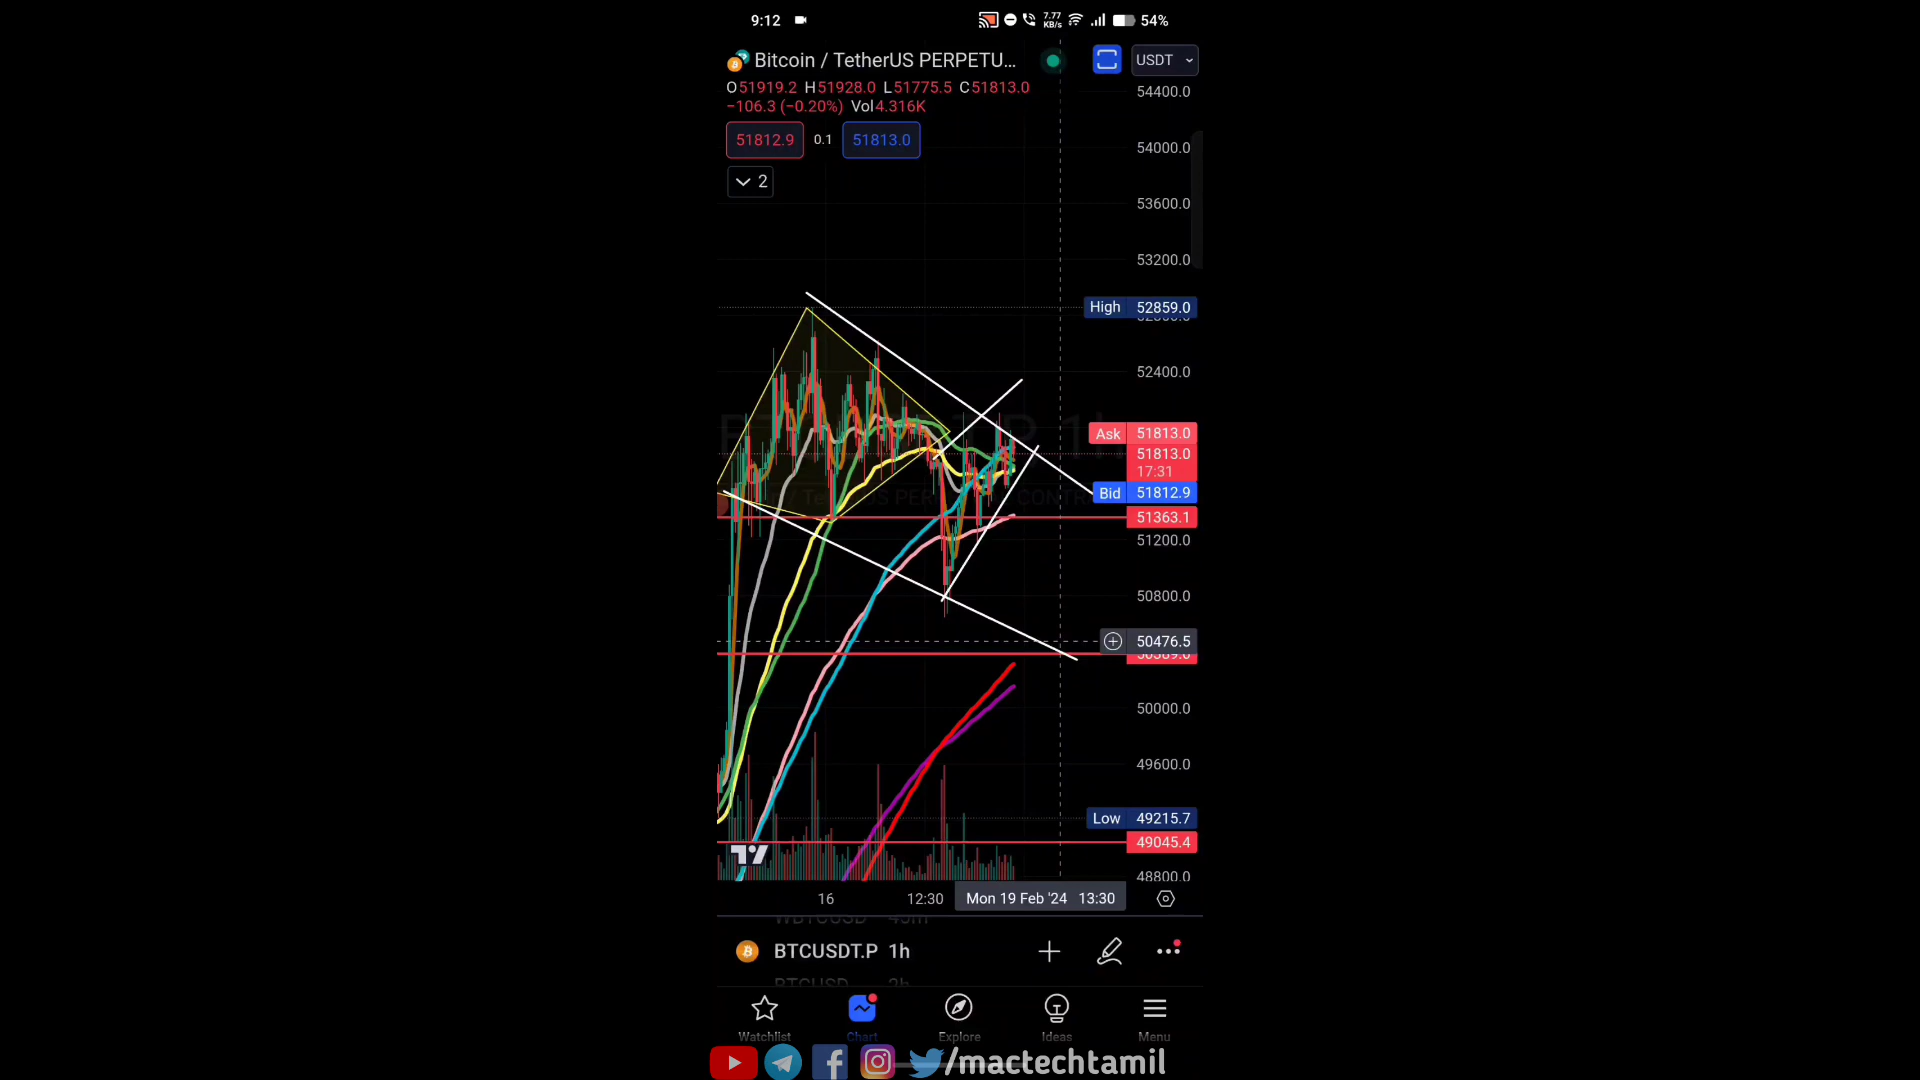 9:12 7.77 KB/s 54%
Bitcoin / TetherUS PERPETU... USDT
O51919.2 H51928.0 L51775.5 C51813.0
−106.3 (−0.20%) Vol4.316K
51812.9 0.1 51813.0
2
54400.0
54000.0
53600.0
53200.0
High 52859.0
52400.0
Ask 51813.0
51813.0
17:31
Bid 51812.9
51363.1
51200.0
50800.0
50476.5
50000.0
49600.0
Low 49215.7
49045.4
48800.0
16 12:30 Mon 19 Feb '24 13:30
BTCUSDT.P 1h
Watchlist Chart Explore Ideas Menu
/mactechtamil